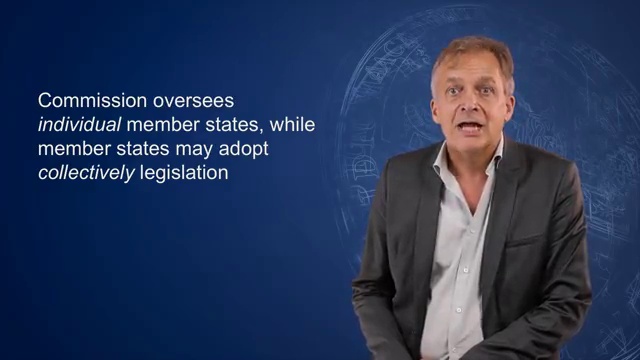 Commission oversees
individual member states, while
member states may adopt
collectively legislation